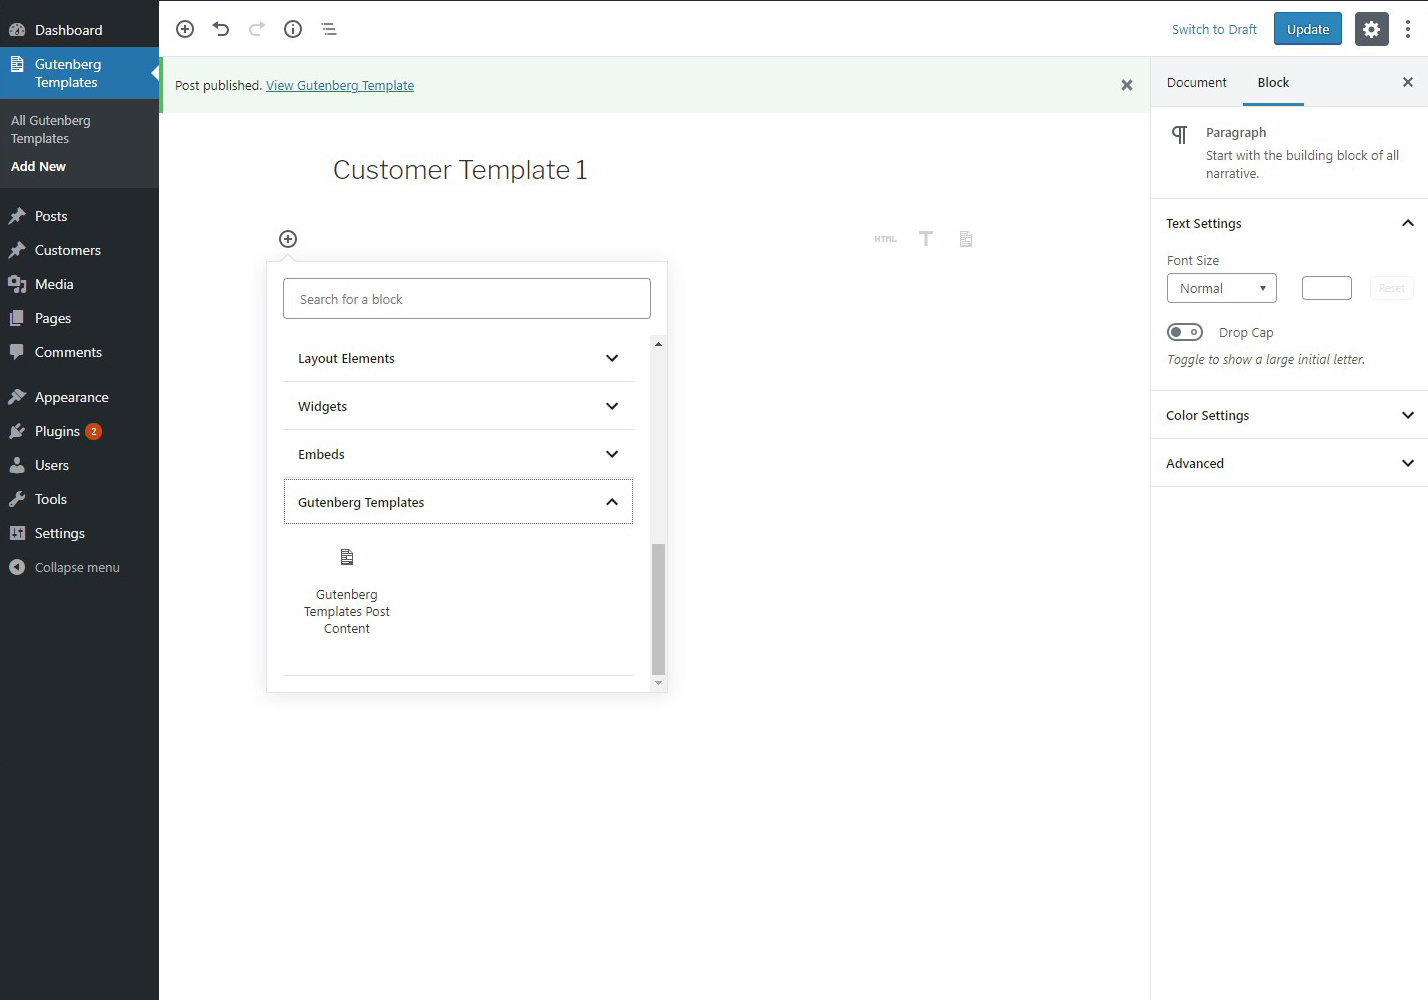 Dashboard
Gutenberg
Templates
All Gutenberg
Templates
Add New
Posts
Customers
Media
Pages
Comments
Appearance
Plugins 2
Users
Tools
Settings
Collapse menu
Switch to Draft
Update
Post published. View Gutenberg Template
Customer Template 1
HTML
Search for a block
Layout Elements
Widgets
Embeds
Gutenberg Templates
Gutenberg
Templates Post
Content
Document
Block
Paragraph
Start with the building block of all
narrative.
Text Settings
Font Size
Normal
Reset
Drop Cap
Toggle to show a large initial letter.
Color Settings
Advanced